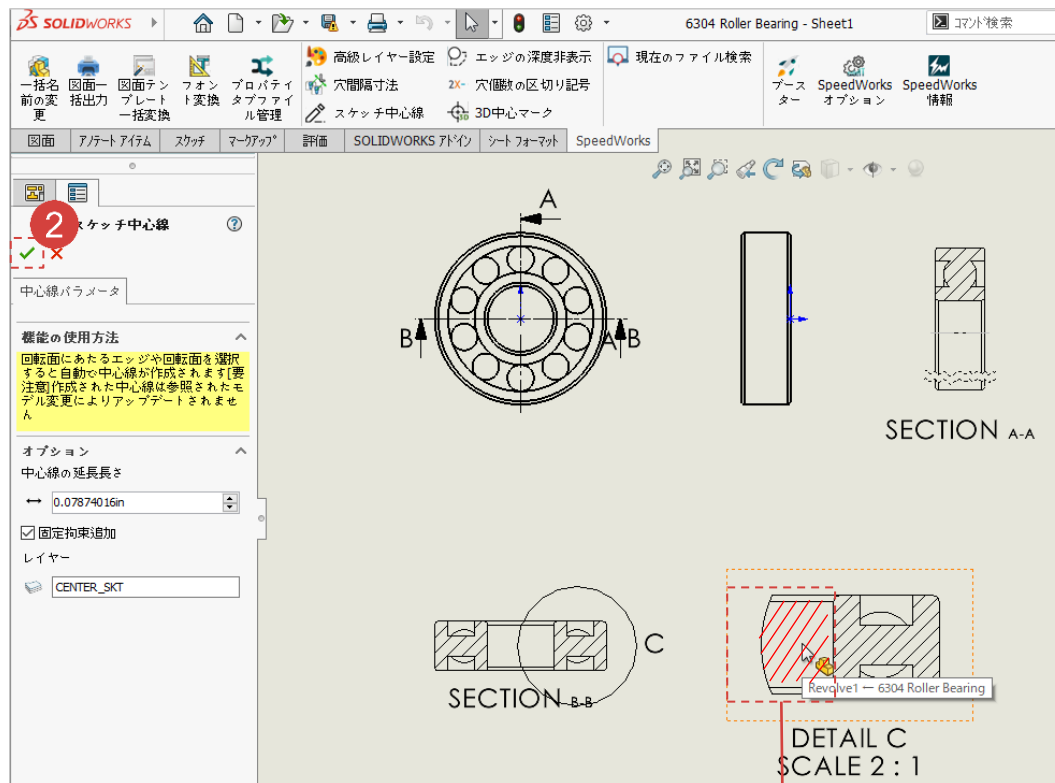 SOLIDWORKS
6304 Roller Bearing - Sheet1
コマンド検索
一括名
前の変
更
図面一
括出力
図面テン
プレート
一括変換
フォン
ト変換
プロパティ
タブファイ
ル管理
高級レイヤー設定
穴間隔寸法
スケッチ中心線
エッジの深度非表示
2X- 穴個数の区切り記号
3D中心マーク
現在のファイル検索
ブース
ター
SpeedWorks
オプション
SpeedWorks
情報
図面
アノテート アイテム
スケッチ
マークアップ
評価
SOLIDWORKS アドイン
シート フォーマット
SpeedWorks
2
スケッチ中心線
中心線パラメータ
機能の使用方法
回転面にあたるエッジや回転面を選択
すると自動で中心線が作成されます[要
注意]作成された中心線は参照されたモ
デル変更によりアップデートされませ
ん
オプション
中心線の延長長さ
0.07874016in
固定拘束追加
レイヤー
CENTER_SKT
A
B
A
B
SECTION A-A
C
SECTION B-B
Revolve1 ← 6304 Roller Bearing
DETAIL C
SCALE 2 : 1